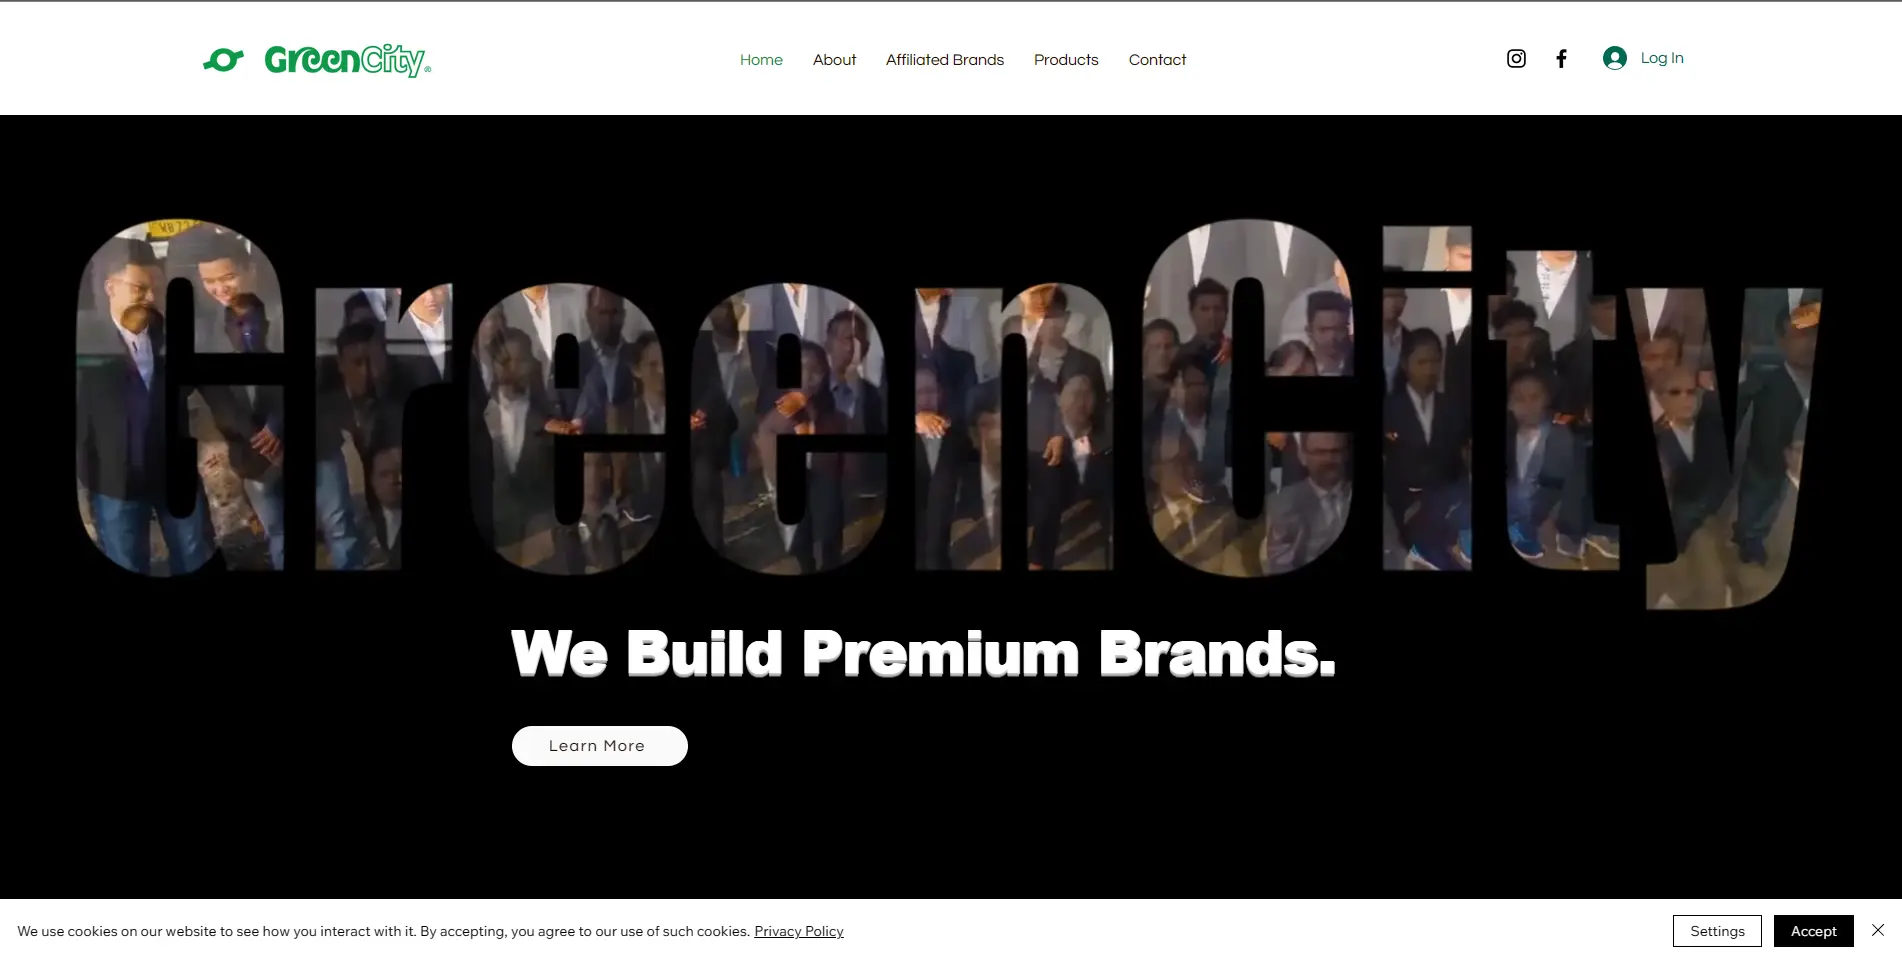 GreenCity®
Home
About
Affiliated Brands
Products
Contact
Log In
GreenCity
We Build Premium Brands.
Learn More
We use cookies on our website to see how you interact with it. By accepting, you agree to our use of such cookies. Privacy Policy
Settings
Accept